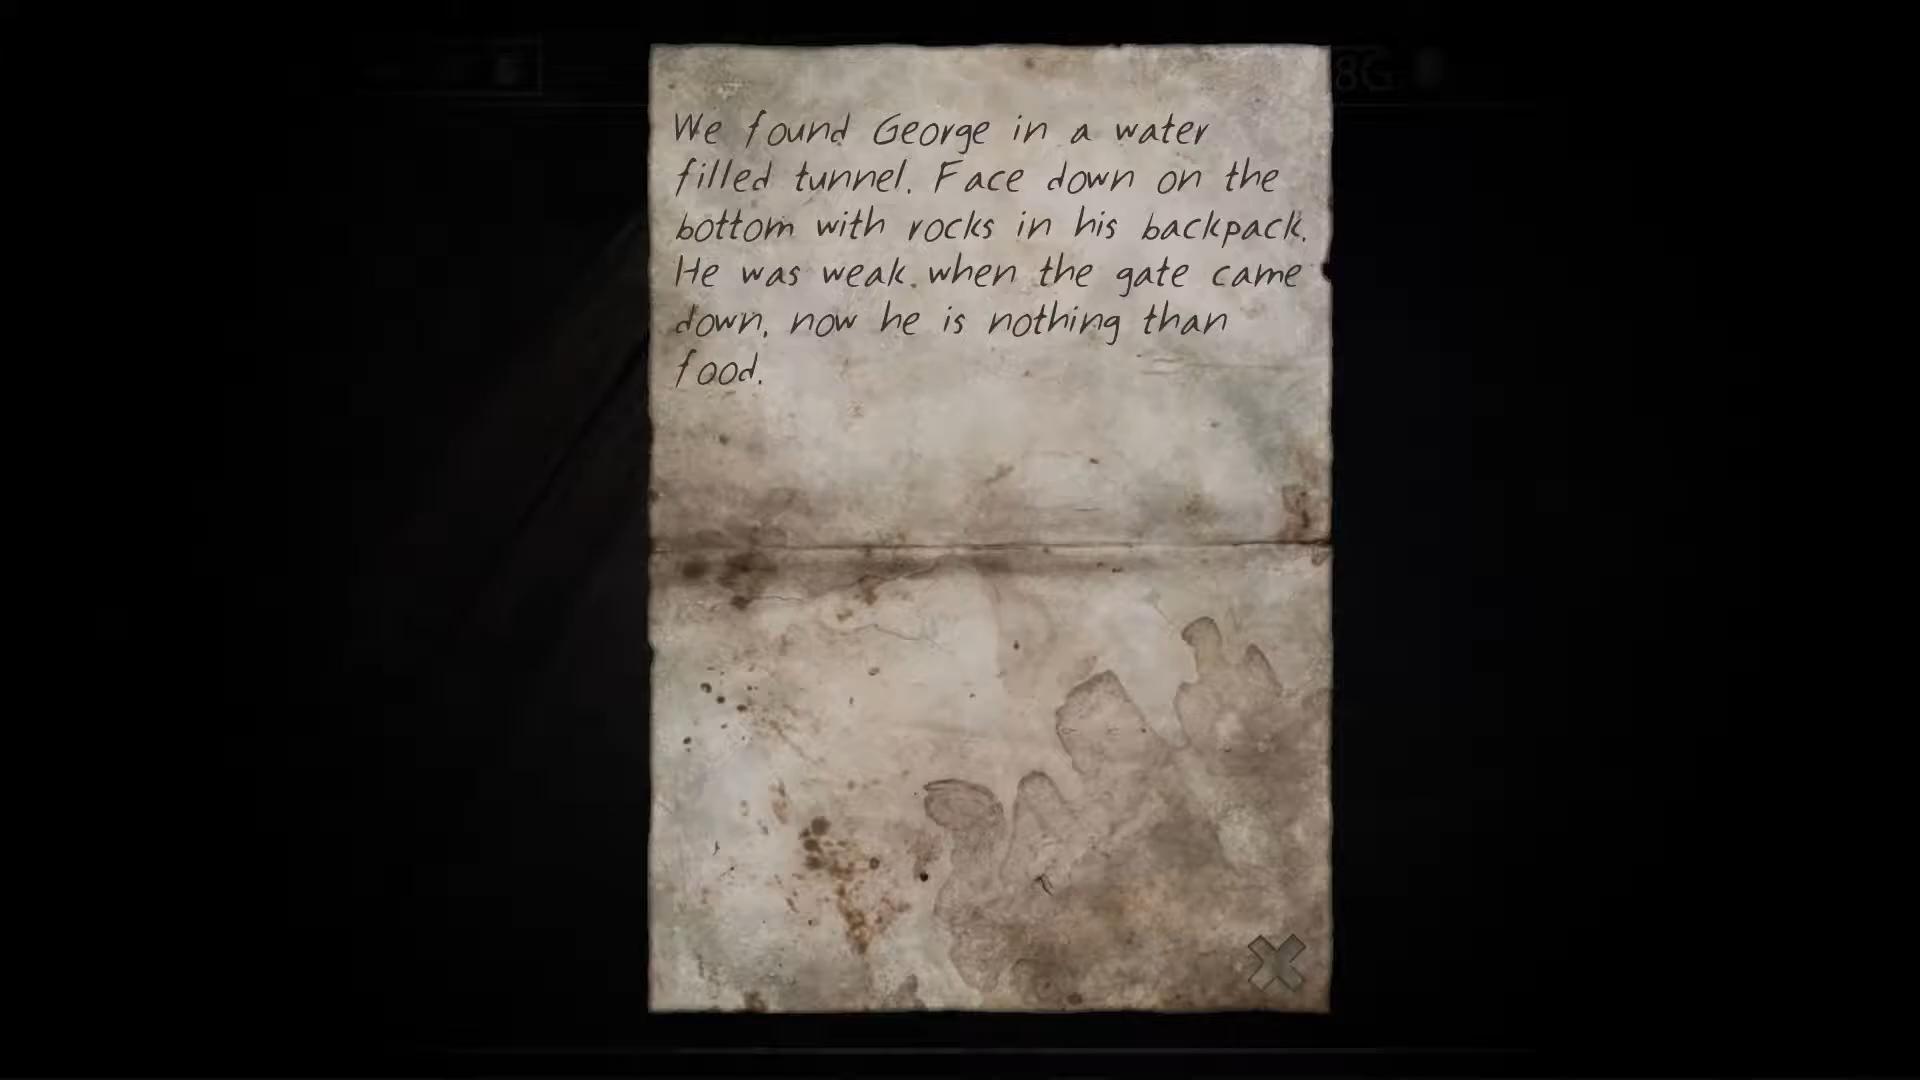 We found George in a water
filled tunnel. Face down on the
bottom with rocks in his backpack.
He was weak when the gate came
down, now he is nothing than
food.